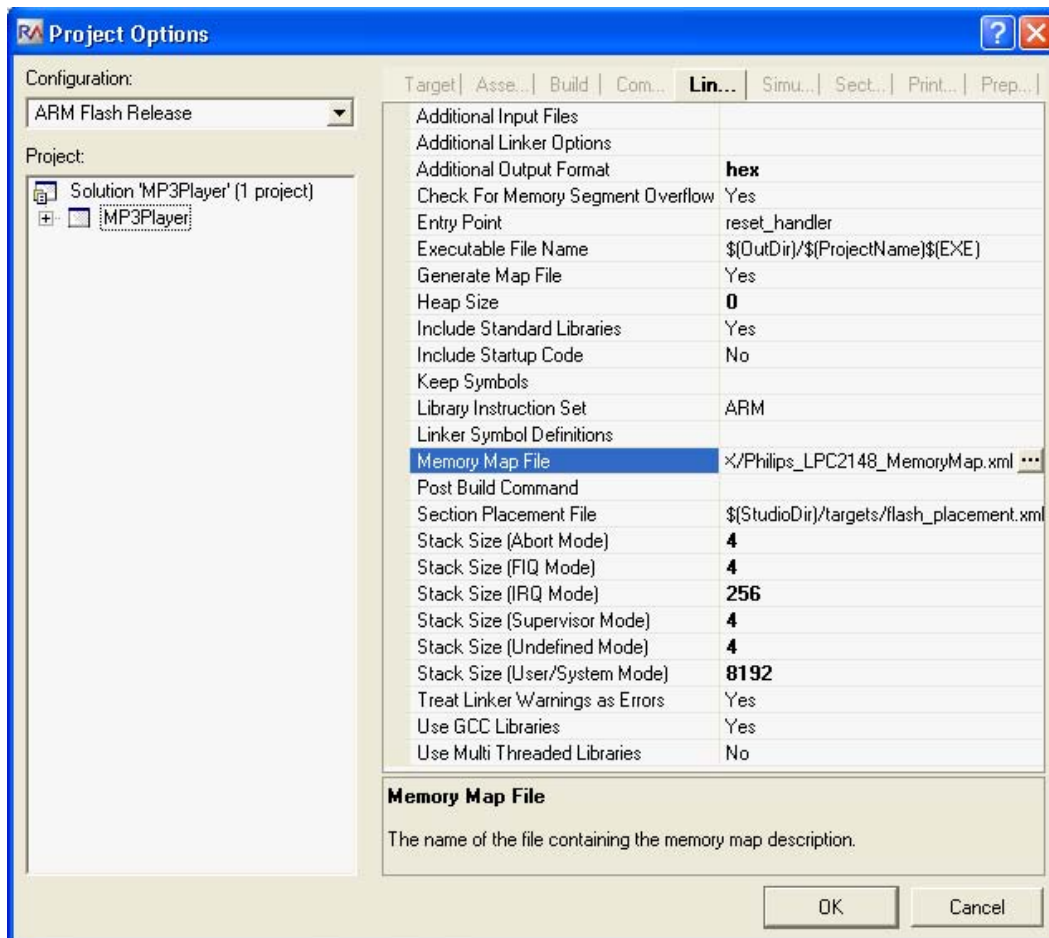 Project Options
Configuration:
ARM Flash Release
Project:
Solution 'MP3Player' (1 project)
MP3Player
Target Asse... Build Com... Lin... Simu... Sect... Print... Prep...
Additional Input Files
Additional Linker Options
Additional Output Format hex
Check For Memory Segment Overflow Yes
Entry Point reset_handler
Executable File Name $(OutDir)/$(ProjectName)$(EXE)
Generate Map File Yes
Heap Size 0
Include Standard Libraries Yes
Include Startup Code No
Keep Symbols
Library Instruction Set ARM
Linker Symbol Definitions
Memory Map File X/Philips_LPC2148_MemoryMap.xml ...
Post Build Command
Section Placement File $(StudioDir)/targets/flash_placement.xml
Stack Size (Abort Mode) 4
Stack Size (FIQ Mode) 4
Stack Size (IRQ Mode) 256
Stack Size (Supervisor Mode) 4
Stack Size (Undefined Mode) 4
Stack Size (User/System Mode) 8192
Treat Linker Warnings as Errors Yes
Use GCC Libraries Yes
Use Multi Threaded Libraries No
Memory Map File
The name of the file containing the memory map description.
OK Cancel